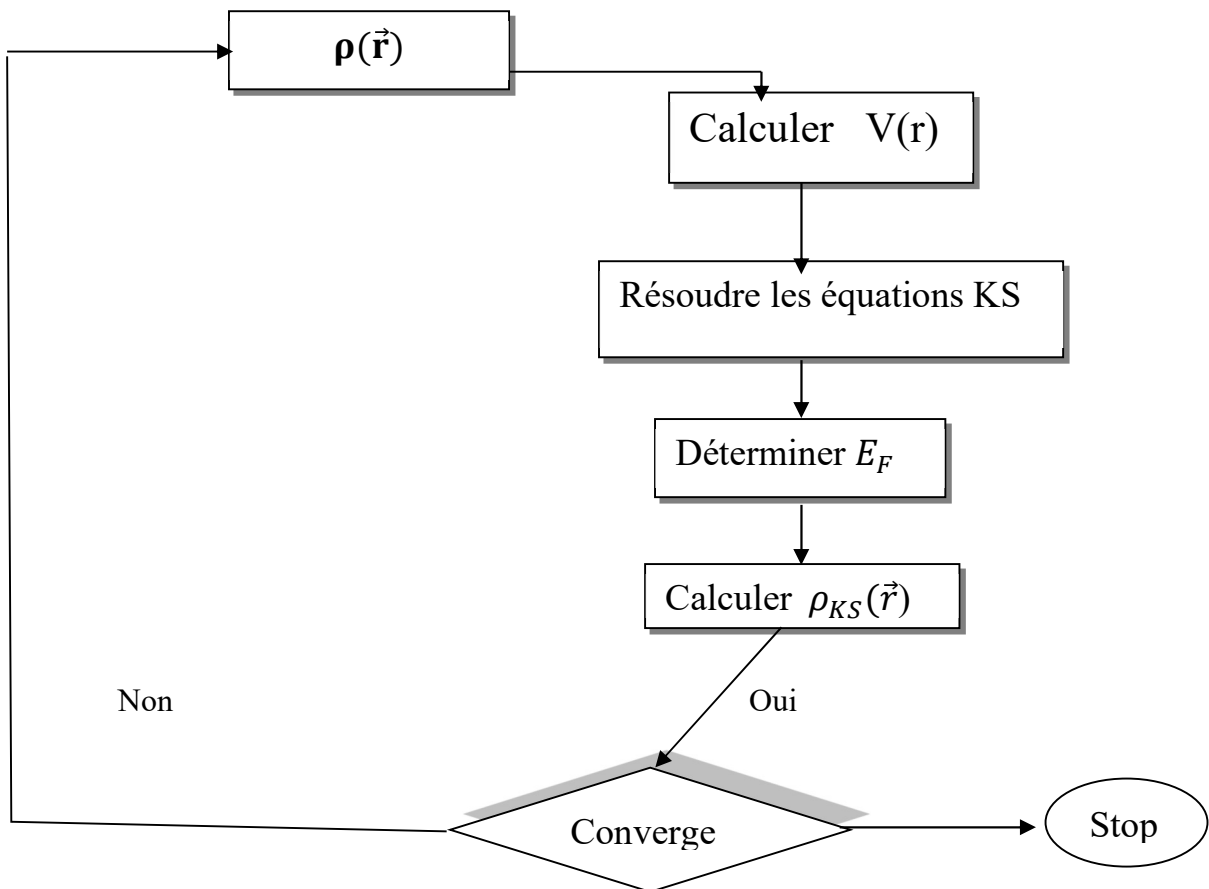 ρ(r⃗)
Calculer V(r)
Résoudre les équations KS
Déterminer E_F
Calculer ρ_KS(r⃗)
Non
Oui
Converge
Stop